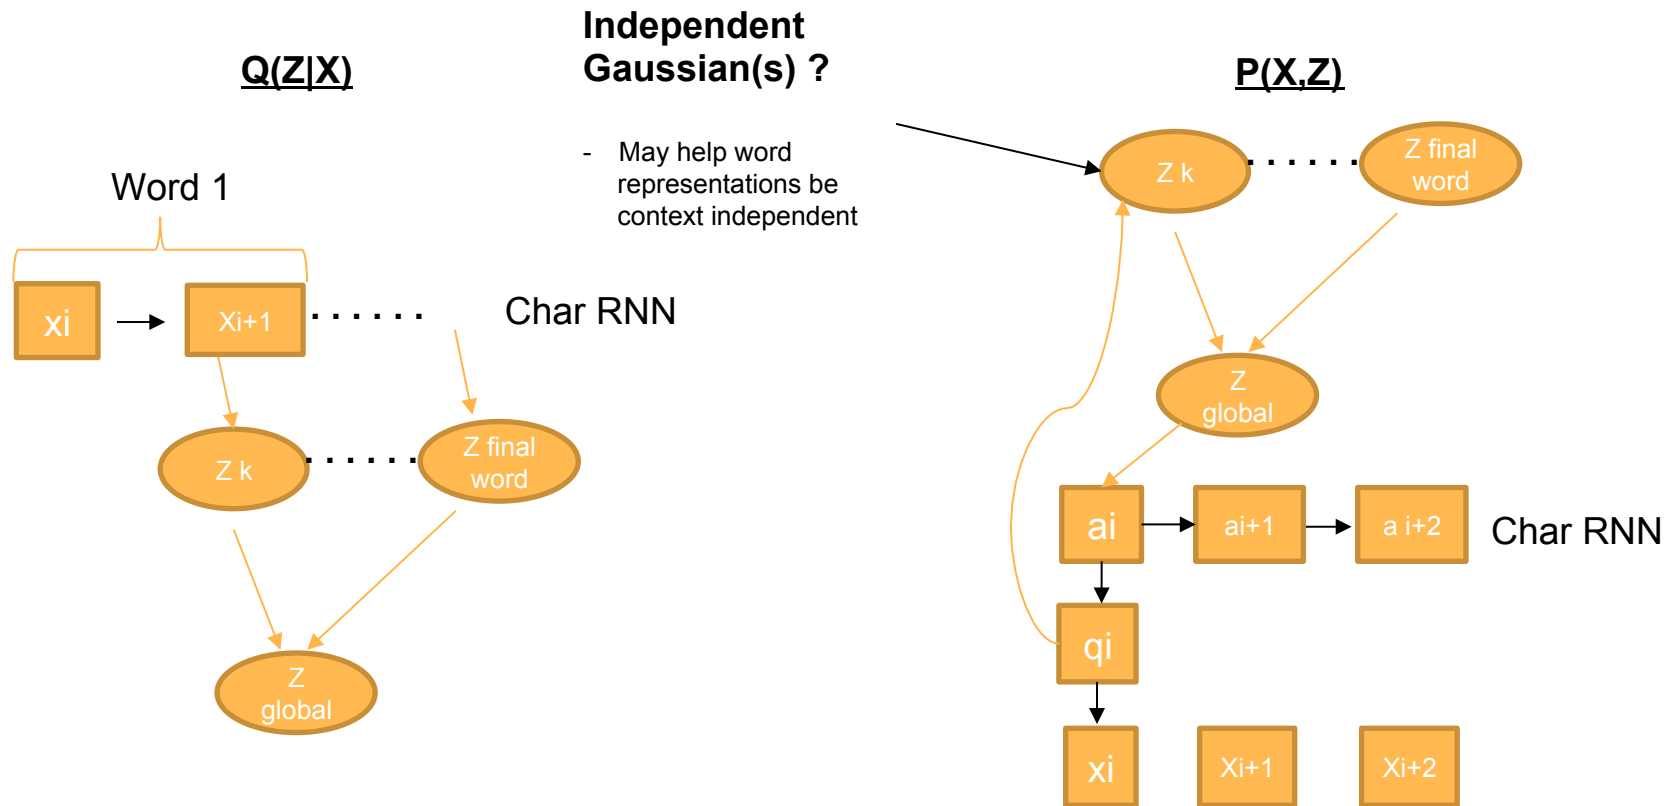 Q(Z|X)
Word 1
xi
Xi+1
......
Char RNN
Z k
......
Z final
word
Z
global
Independent
Gaussian(s) ?
- May help word
representations be
context independent
P(X,Z)
Z k
......
Z final
word
Z
global
ai
ai+1
a i+2
Char RNN
qi
xi
Xi+1
Xi+2